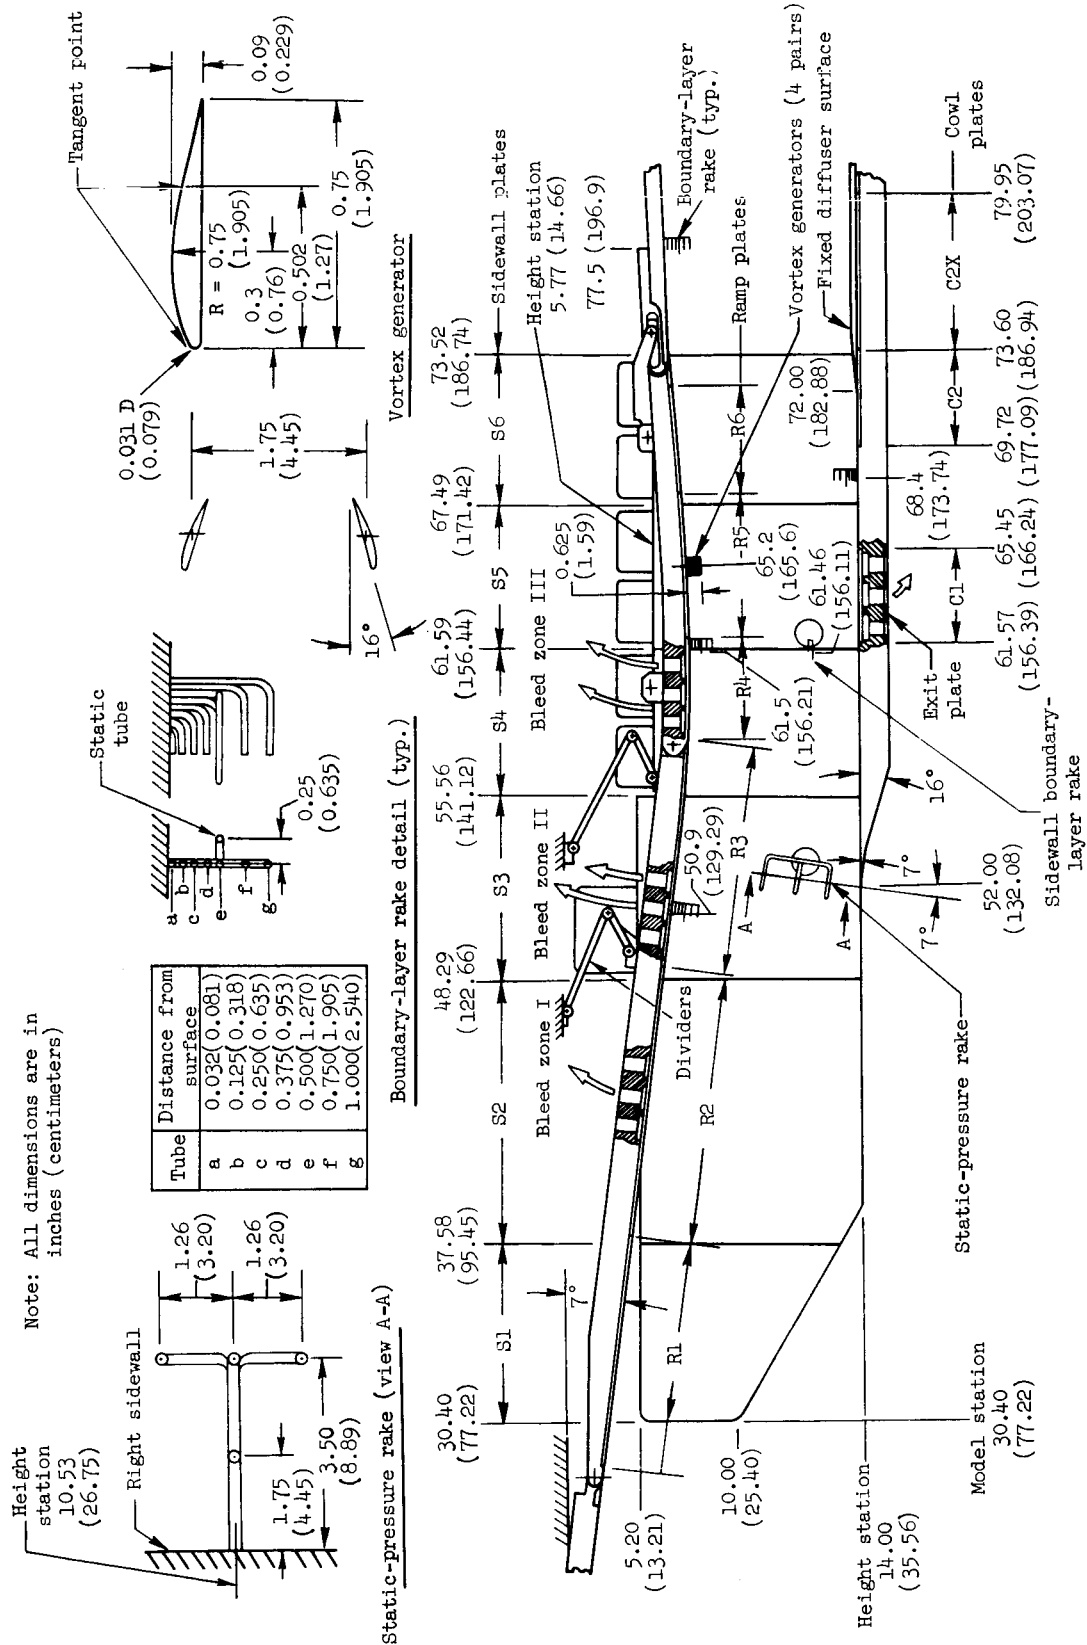 Note: All dimensions are in
inches (centimeters)
Height
station
10.53
(26.75)
Right sidewall
1.26
(3.20)
1.26
(3.20)
1.75
(4.45)
3.50
(8.89)
Static-pressure rake (view A-A)
Tube Distance from
surface
a 0.032(0.081)
b 0.125(0.318)
c 0.250(0.635)
d 0.375(0.953)
e 0.500(1.270)
f 0.750(1.905)
g 1.000(2.540)
a
b
c
d
e
f
g
Static
tube
0.25
(0.635)
Boundary-layer rake detail (typ.)
16°
1.75
(4.45)
0.031 D
(0.079)
Tangent point
R = 0.75
(1.905)
0.3
(0.76)
0.502
(1.27)
0.75
(1.905)
0.09
(0.229)
Vortex generator
30.40
(77.22)
S1
37.58
(95.45)
S2
48.29
(122.66)
S3
55.56
(141.12)
S4
61.59
(156.44)
S5
67.49
(171.42)
S6
73.52
(186.74)
Sidewall plates
Height station
5.77 (14.66)
77.5 (196.9)
Bleed zone I
Bleed zone II
Bleed zone III
Boundary-layer
rake (typ.)
Ramp plates
Vortex generators (4 pairs)
Fixed diffuser surface
7°
Dividers
50.9
(129.29)
0.625
(1.59)
R1
R2
R3
R4
R5
R6
61.5
(156.21)
65.2
(165.6)
61.46
(156.11)
72.00
(182.88)
68.4
(173.74)
5.20
(13.21)
10.00
(25.40)
Height station
14.00
(35.56)
Model station
30.40
(77.22)
Static-pressure rake
A
A
7°
7°
52.00
(132.08)
16°
Sidewall boundary-
layer rake
Exit
plate
C1
C2
C2X
Cowl
plates
61.57
(156.39)
65.45
(166.24)
69.72
(177.09)
73.60
(186.94)
79.95
(203.07)